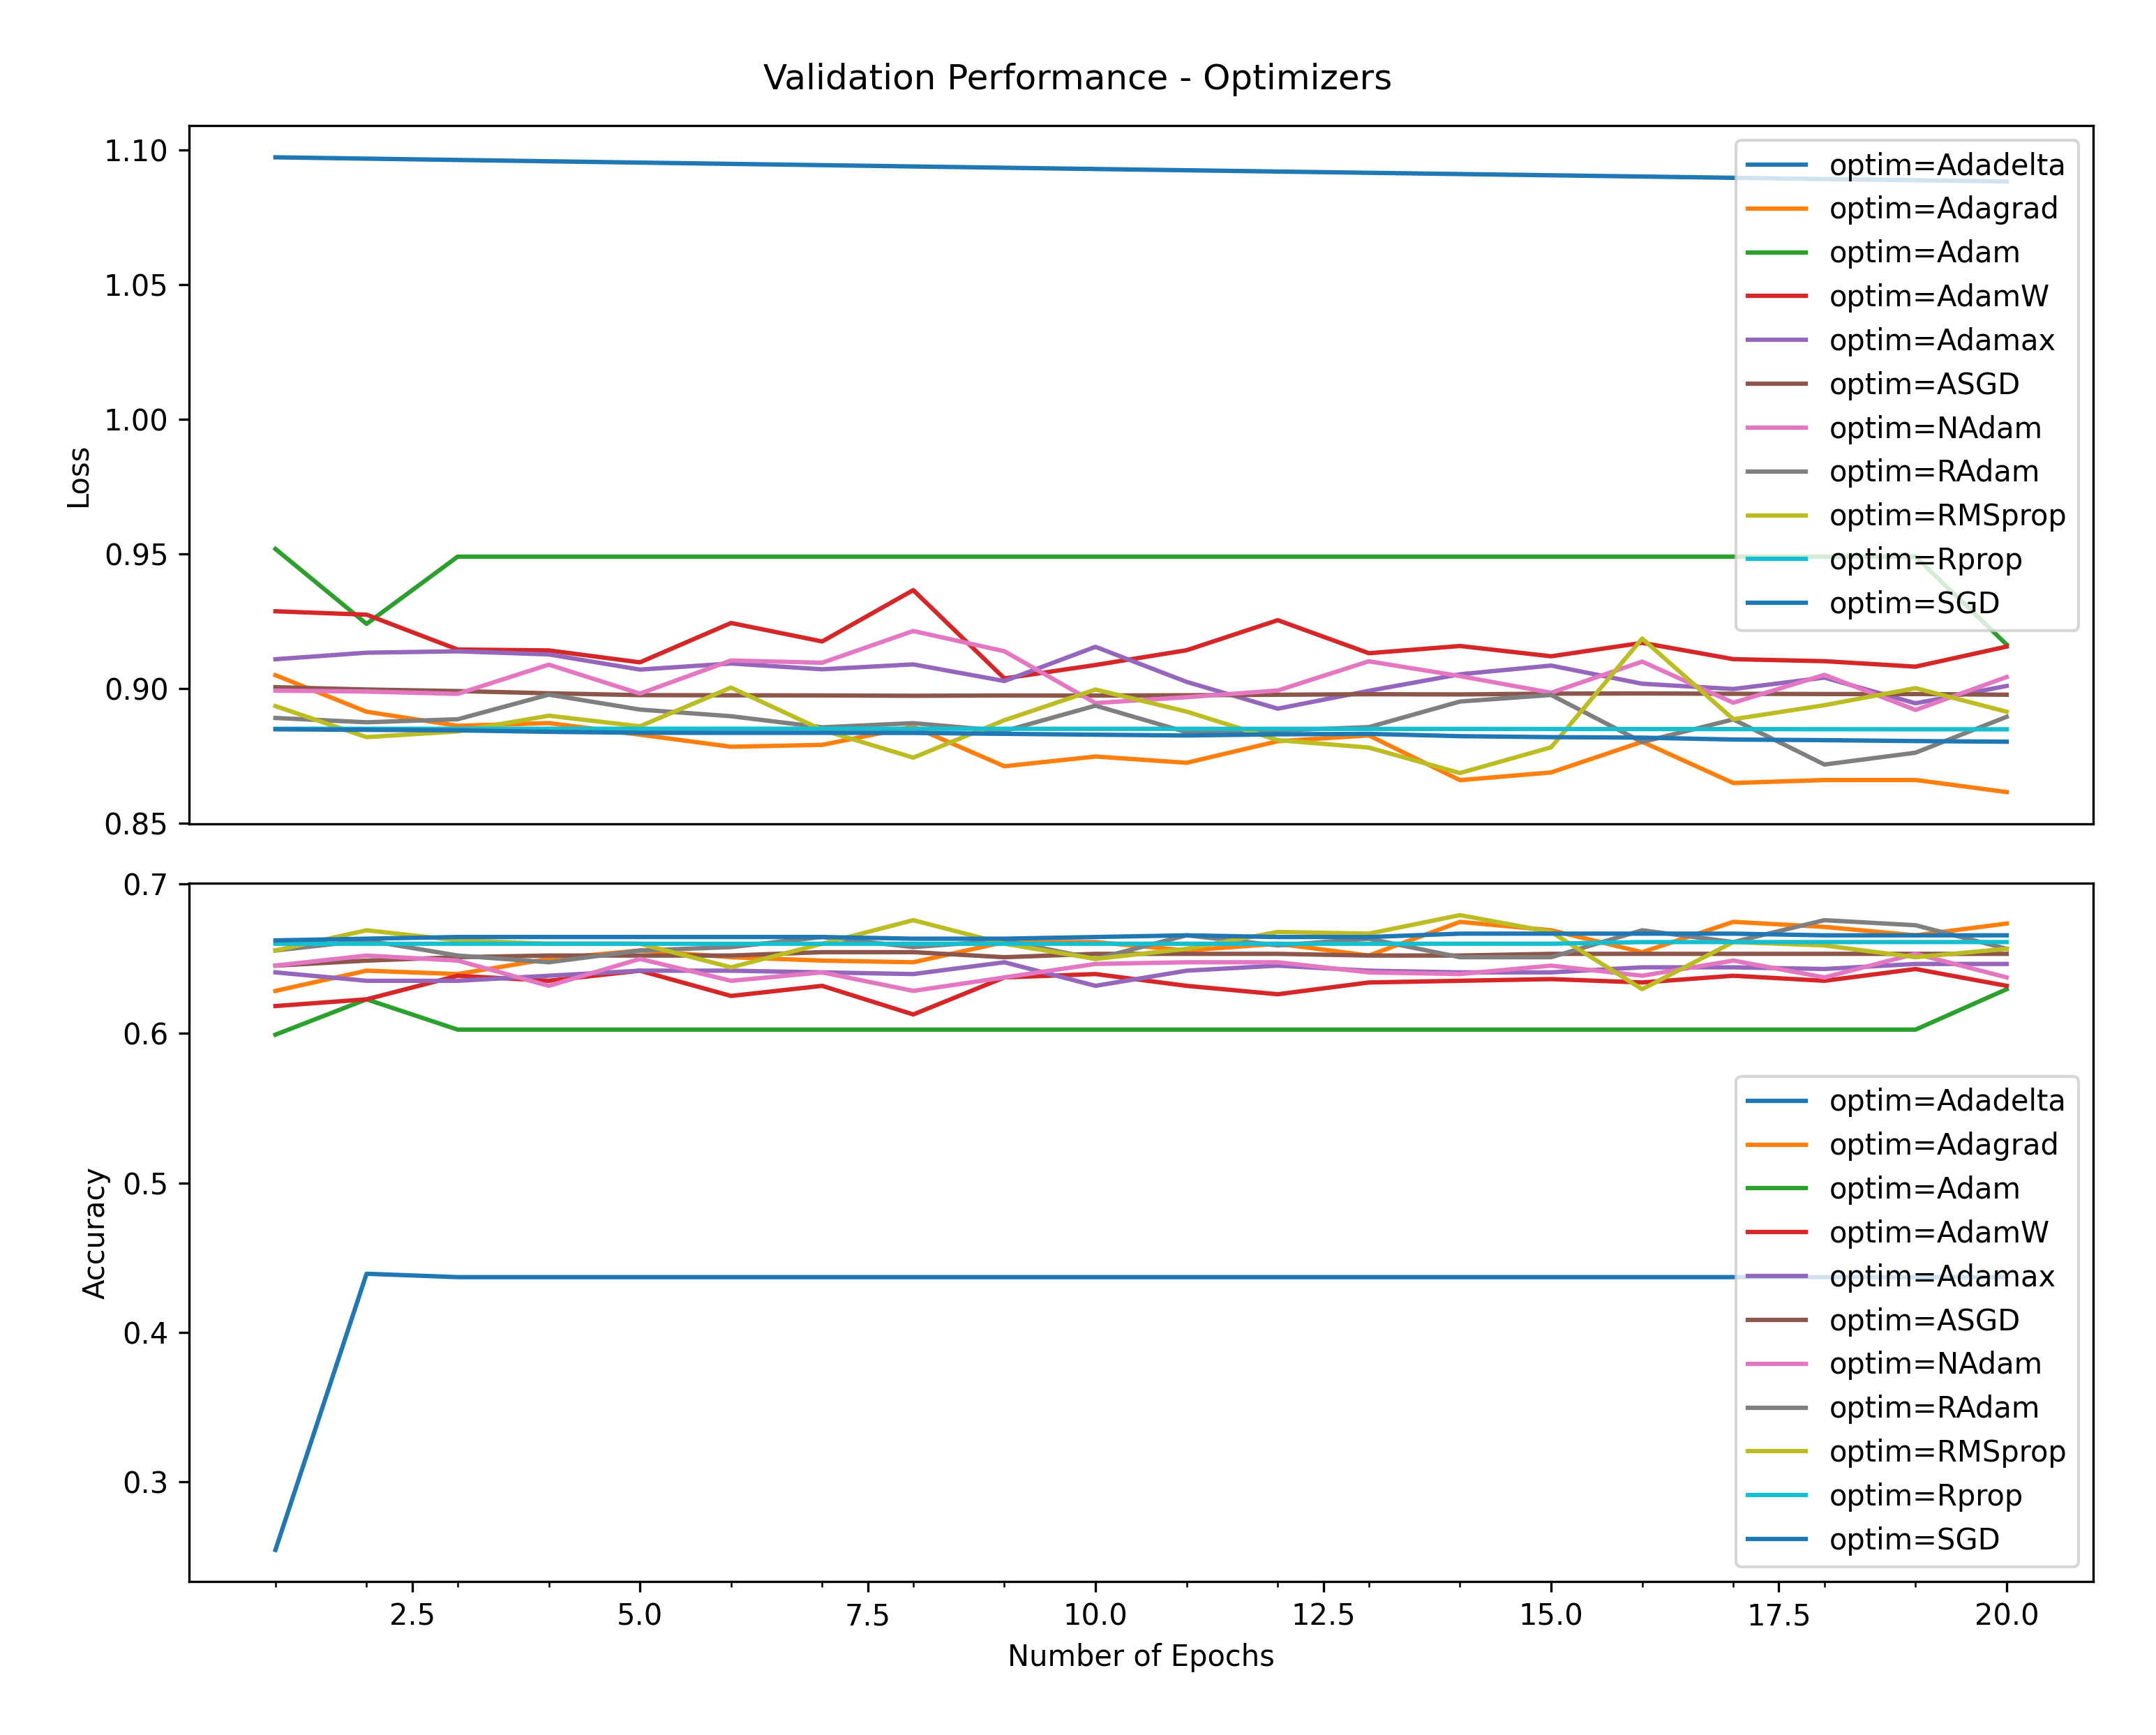 Validation Performance - Optimizers
1.10
1.05
1.00
0.95
0.90
0.85
Loss
optim=Adadelta
optim=Adagrad
optim=Adam
optim=AdamW
optim=Adamax
optim=ASGD
optim=NAdam
optim=RAdam
optim=RMSprop
optim=Rprop
optim=SGD
0.7
0.6
0.5
0.4
0.3
Accuracy
optim=Adadelta
optim=Adagrad
optim=Adam
optim=AdamW
optim=Adamax
optim=ASGD
optim=NAdam
optim=RAdam
optim=RMSprop
optim=Rprop
optim=SGD
2.5 5.0 7.5 10.0 12.5 15.0 17.5 20.0
Number of Epochs